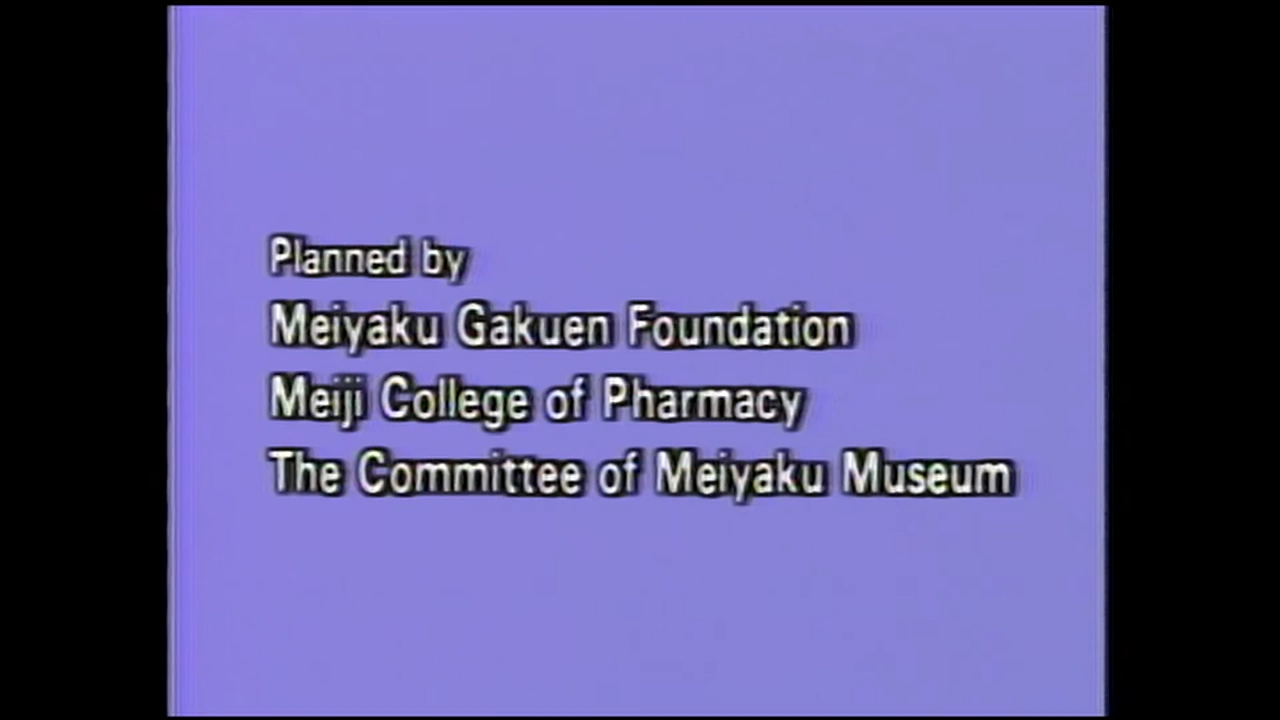 Planned by
Meiyaku Gakuen Foundation
Meiji College of Pharmacy
The Committee of Meiyaku Museum